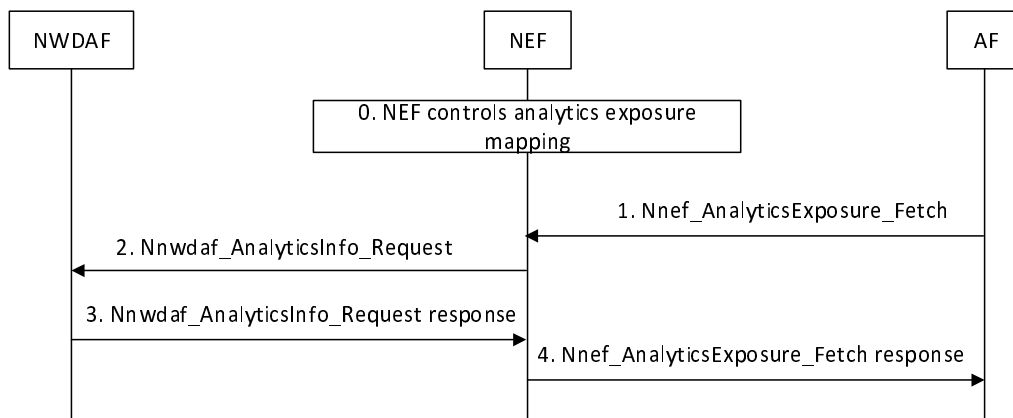 NWDAF
NEF
AF
0. NEF controls analytics exposure
mapping
1. Nnef_AnalyticsExposure_Fetch
2. Nnwdaf_AnalyticsInfo_Request
3. Nnwdaf_AnalyticsInfo_Request response
4. Nnef_AnalyticsExposure_Fetch response